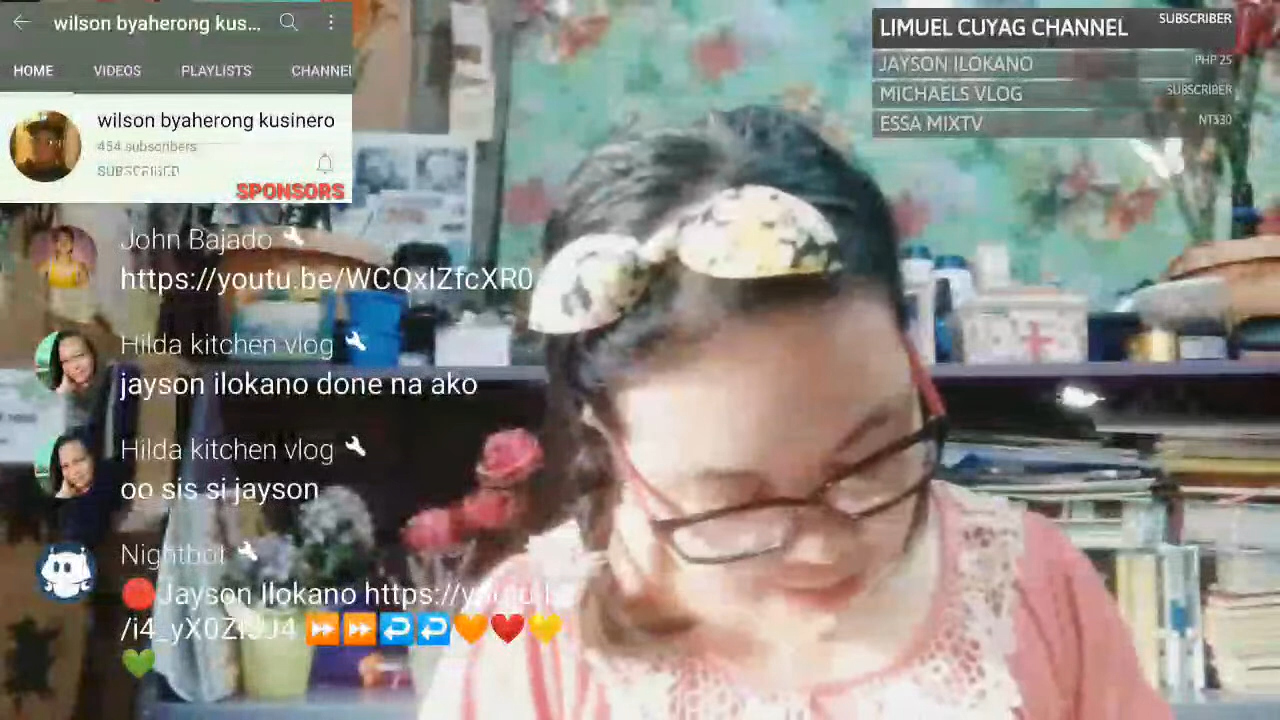 wilson byaherong kus...
HOME VIDEOS PLAYLISTS CHANNEL
wilson byaherong kusinero
454 subscribers
SUBSCRIBED
SPONSORS
LIMUEL CUYAG CHANNEL SUBSCRIBER
JAYSON ILOKANO PHP 25
MICHAELS VLOG SUBSCRIBER
ESSA MIXTV NT$30
John Bajado
https://youtu.be/WCQxIZfcXR0
Hilda kitchen vlog
jayson ilokano done na ako
Hilda kitchen vlog
oo sis si jayson
Nightbot
🔴Jayson Ilokano
⏩⏩↩️↩️🧡❤️💛
💚